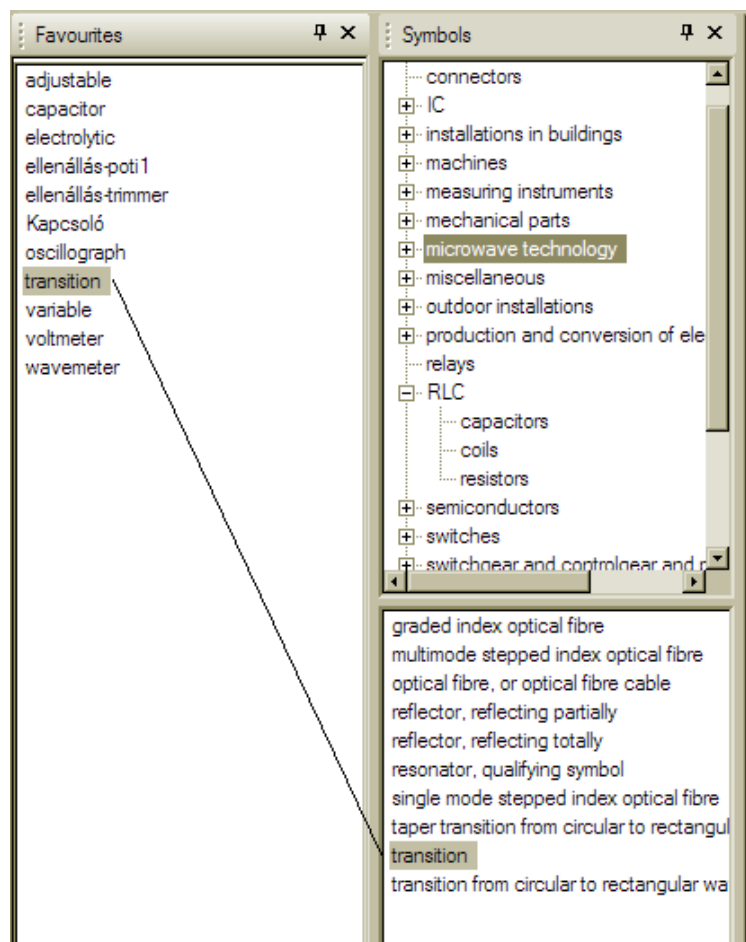 Favourites
adjustable
capacitor
electrolytic
ellenállás-poti1
ellenállás-trimmer
Kapcsoló
oscillograph
transition
variable
voltmeter
wavemeter
Symbols
connectors
IC
installations in buildings
machines
measuring instruments
mechanical parts
microwave technology
miscellaneous
outdoor installations
production and conversion of ele
relays
RLC
capacitors
coils
resistors
semiconductors
switches
switchgear and controlgear and
graded index optical fibre
multimode stepped index optical fibre
optical fibre, or optical fibre cable
reflector, reflecting partially
reflector, reflecting totally
resonator, qualifying symbol
single mode stepped index optical fibre
taper transition from circular to rectangul
transition
transition from circular to rectangular wa